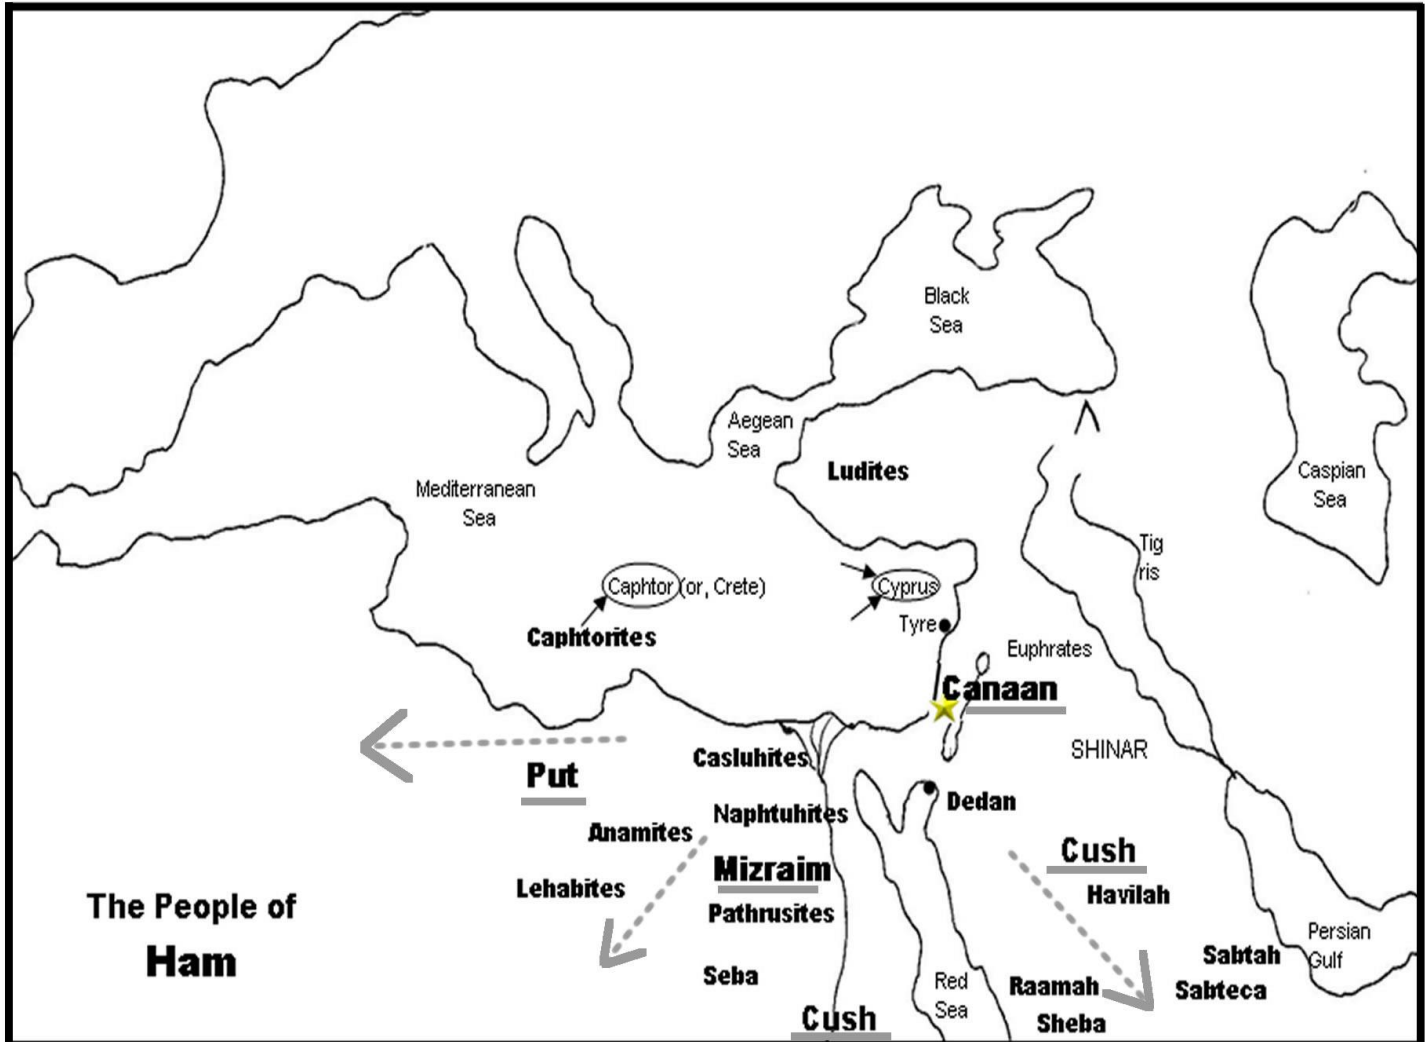 Black
Sea
Aegean
Sea
Ludites
Caspian
Sea
Mediterranean
Sea
Tig
ris
Caphtor (or, Crete)
Cyprus
Tyre
Caphtorites
Euphrates
Canaan
SHINAR
Casluhites
Put
Dedan
Naphtuhites
Anamites
Cush
Mizraim
Lehabites
Havilah
The People of
Ham
Pathrusites
Persian
Gulf
Sabtah
Seba
Red
Sea
Raamah
Sabteca
Cush
Sheba